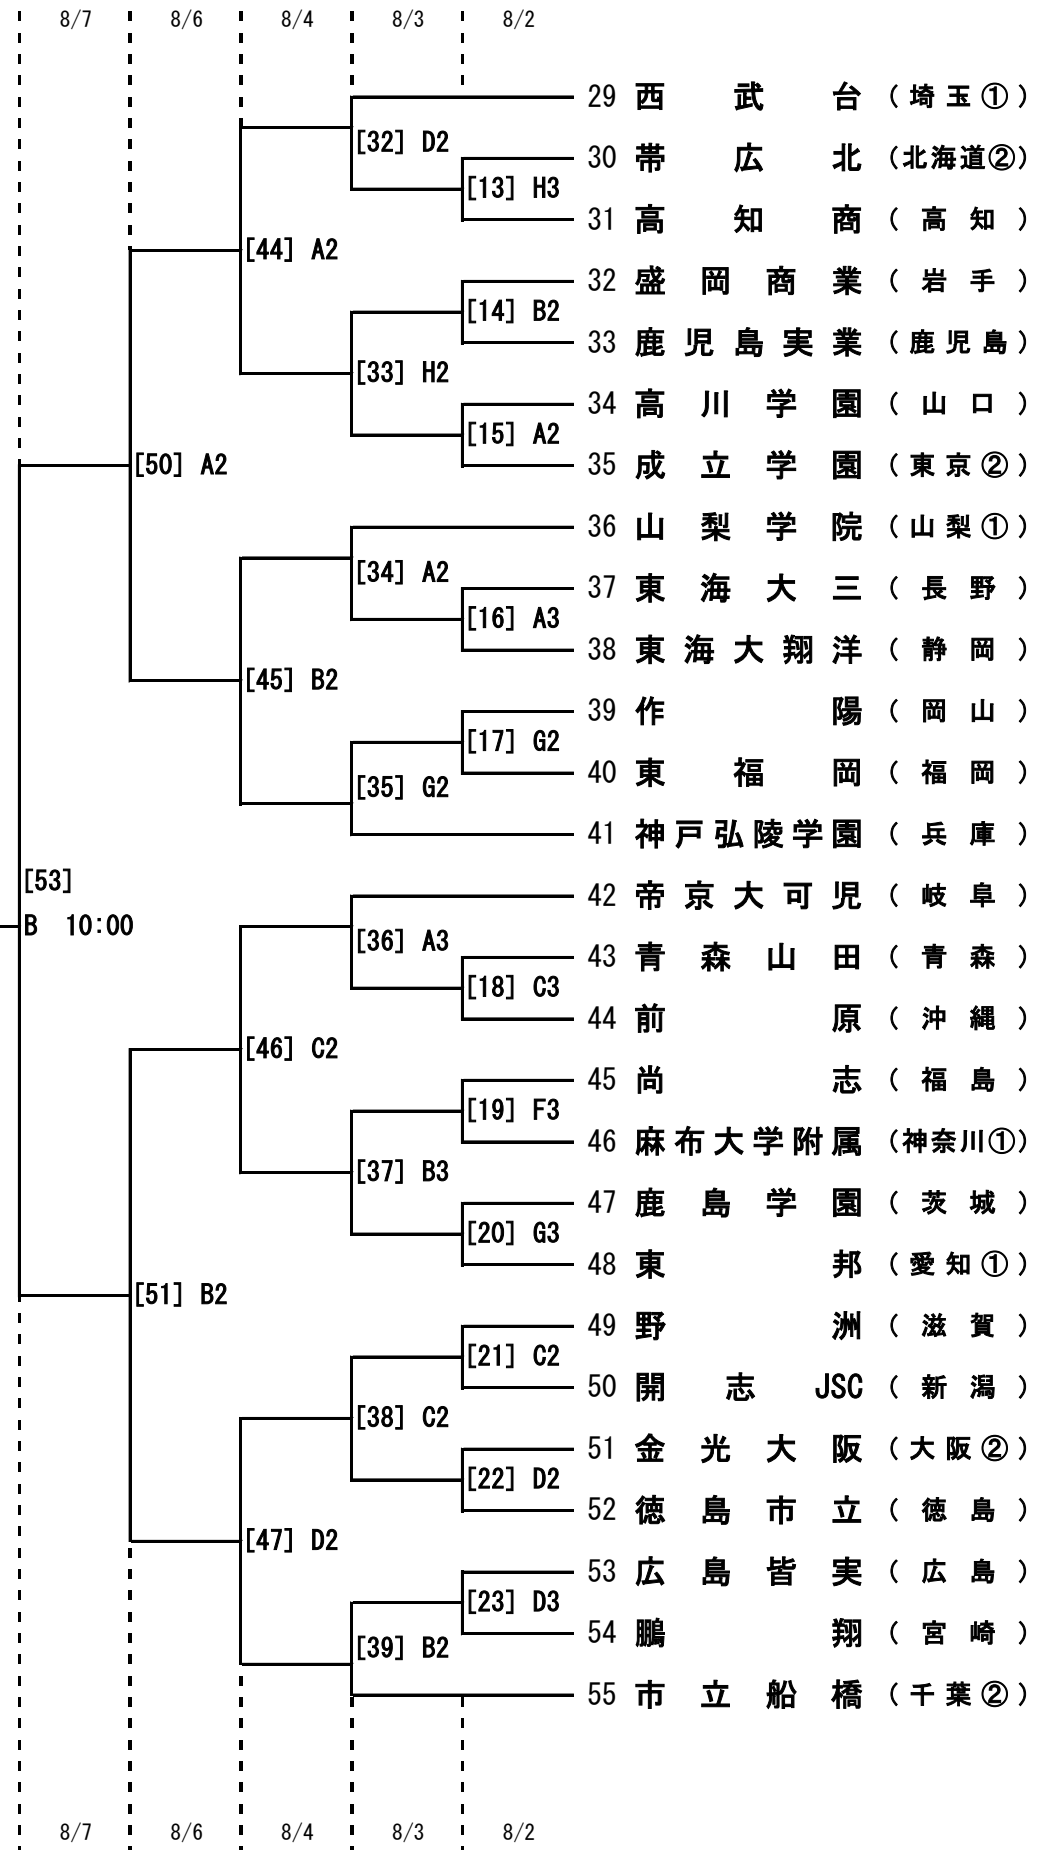 8/7 8/6 8/4 8/3 8/2
29 西武台 (埼玉①)
[32] D2
30 帯広北 (北海道②)
[13] H3
31 高知商 (高知)
[44] A2
32 盛岡商業 (岩手)
[14] B2
33 鹿児島実業 (鹿児島)
[33] H2
34 高川学園 (山口)
[15] A2
35 成立学園 (東京②)
[50] A2
36 山梨学院 (山梨①)
[34] A2
37 東海大三 (長野)
[16] A3
38 東海大翔洋 (静岡)
[45] B2
39 作陽 (岡山)
[17] G2
40 東福岡 (福岡)
[35] G2
41 神戸弘陵学園 (兵庫)
[53]
B 10:00
42 帝京大可児 (岐阜)
[36] A3
43 青森山田 (青森)
[18] C3
44 前原 (沖縄)
[46] C2
45 尚志 (福島)
[19] F3
46 麻布大学附属 (神奈川①)
[37] B3
47 鹿島学園 (茨城)
[20] G3
48 東邦 (愛知①)
[51] B2
49 野洲 (滋賀)
[21] C2
50 開志JSC (新潟)
[38] C2
51 金光大阪 (大阪②)
[22] D2
52 徳島市立 (徳島)
[47] D2
53 広島皆実 (広島)
[23] D3
54 鵬翔 (宮崎)
[39] B2
55 市立船橋 (千葉②)
8/7 8/6 8/4 8/3 8/2